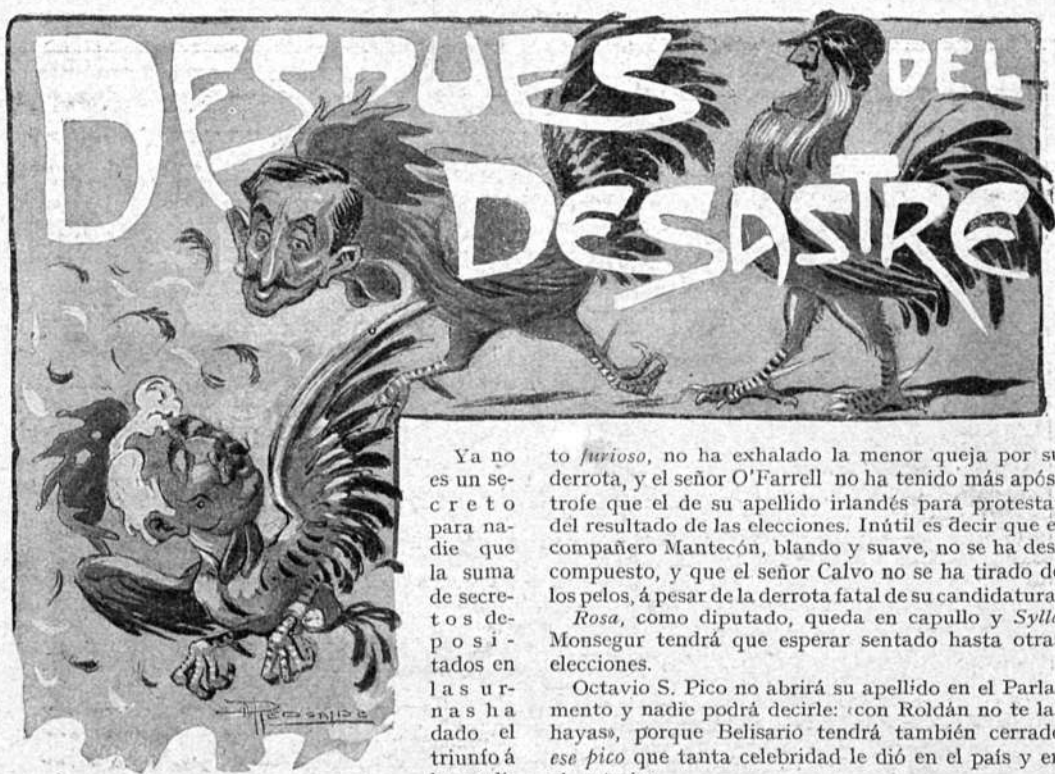 DESPUES DEL
DESASTRE
Ya no
es un se-
creto
para na-
die que
la suma
de secre-
tos de-
posi-
tados en
las ur-
nas ha
dado el
triunfo á
to furioso, no ha exhalado la menor queja por su
derrota, y el señor O'Farrell no ha tenido más após
trofe que el de su apellido irlandés para protesta
del resultado de las elecciones. Inútil es decir que e
compañero Mantecón, blando y suave, no se ha des
compuesto, y que el señor Calvo no se ha tirado de
los pelos, á pesar de la derrota fatal de su candidatura
Rosa, como diputado, queda en capullo y Sylla
Monsegur tendrá que esperar sentado hasta otra
elecciones.
Octavio S. Pico no abrirá su apellido en el Parla
mento y nadie podrá decirle: «con Roldán no te la
hayas», porque Belisario tendrá también cerrado
ese pico que tanta celebridad le dió en el país y en